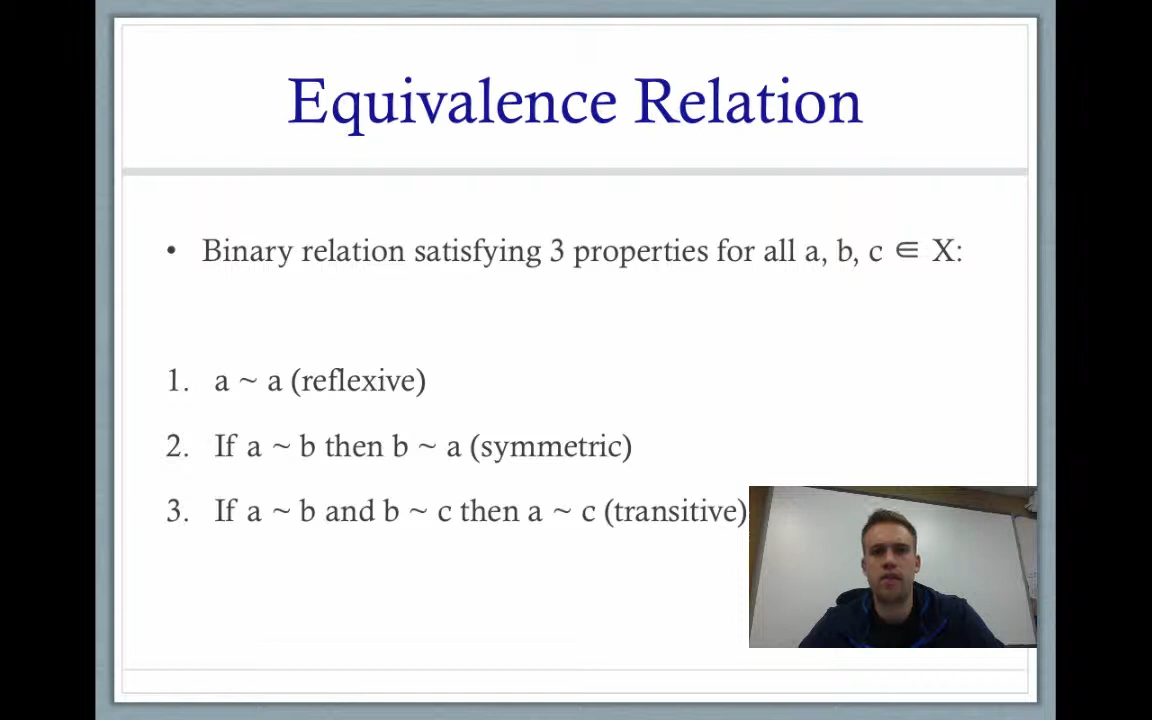 Equivalence Relation
• Binary relation satisfying 3 properties for all a, b, c ∈ X:
1. a ~ a (reflexive)
2. If a ~ b then b ~ a (symmetric)
3. If a ~ b and b ~ c then a ~ c (transitive)